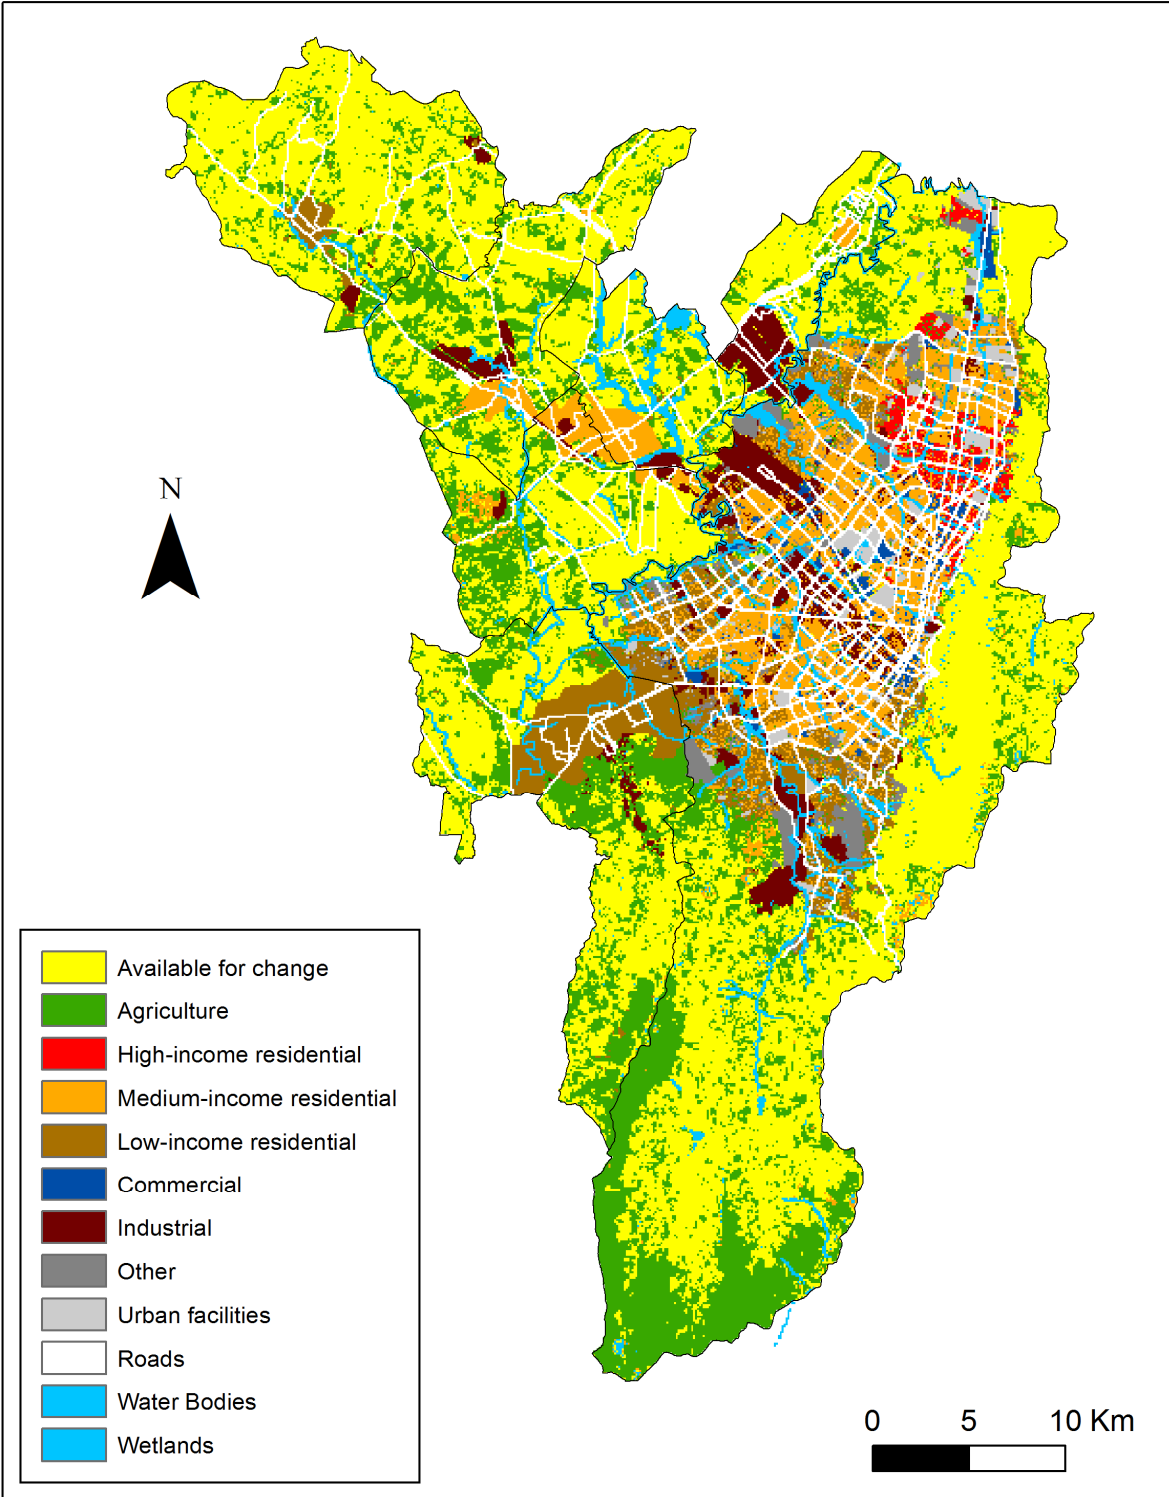 N
Available for change
Agriculture
High-income residential
Medium-income residential
Low-income residential
Commercial
Industrial
Other
Urban facilities
Roads
Water Bodies
Wetlands
0 5 10 Km